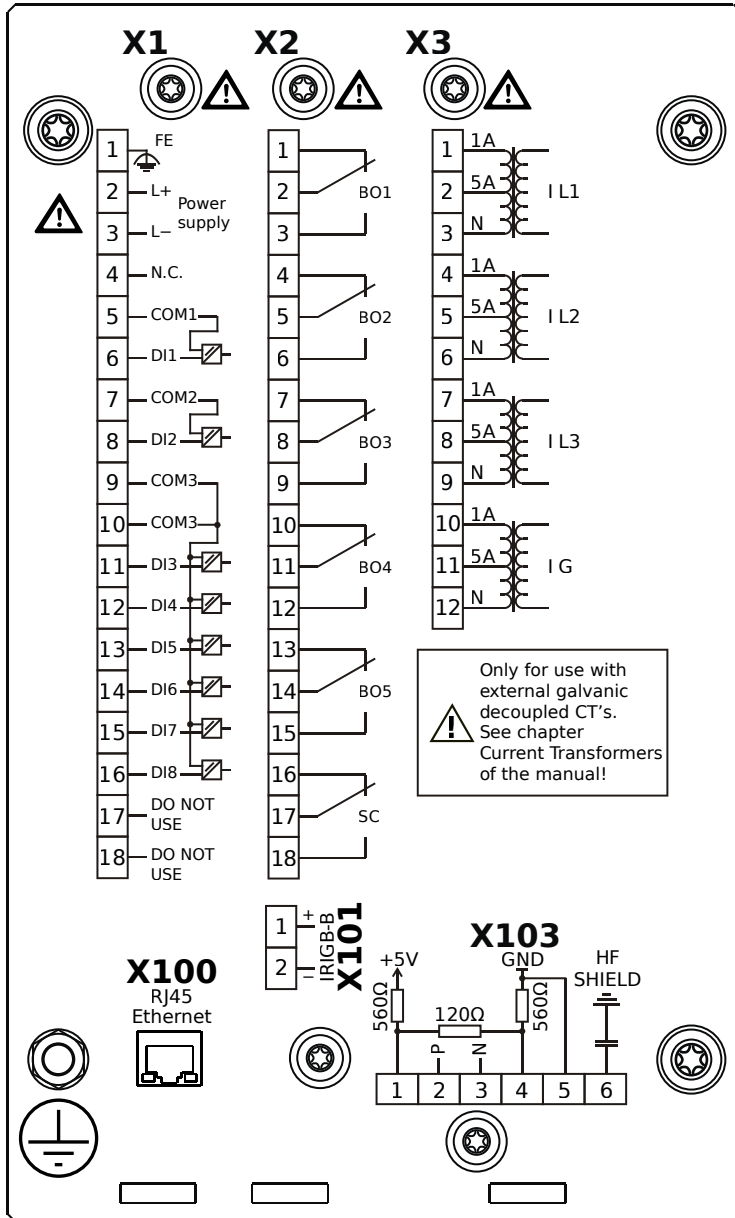 X1
1
FE
2
L+
Power
supply
3
L−
4
N.C.
5
COM1
6
DI1
7
COM2
8
DI2
9
COM3
10
COM3
11
DI3
12
DI4
13
DI5
14
DI6
15
DI7
16
DI8
17
DO NOT
USE
18
DO NOT
USE
X2
1
2
BO1
3
4
5
BO2
6
7
8
BO3
9
10
11
BO4
12
13
14
BO5
15
16
17
SC
18
X3
1
1A
2
5A
I L1
3
N
4
1A
5
5A
I L2
6
N
7
1A
8
5A
I L3
9
N
10
1A
11
5A
I G
12
N
Only for use with
external galvanic
decoupled CT's.
See chapter
Current Transformers
of the manual!
X100
RJ45
Ethernet
1
+
2
−
IRIGB-B
X101
X103
+5V
GND
HF
SHIELD
560Ω
120Ω
560Ω
P
N
1
2
3
4
5
6